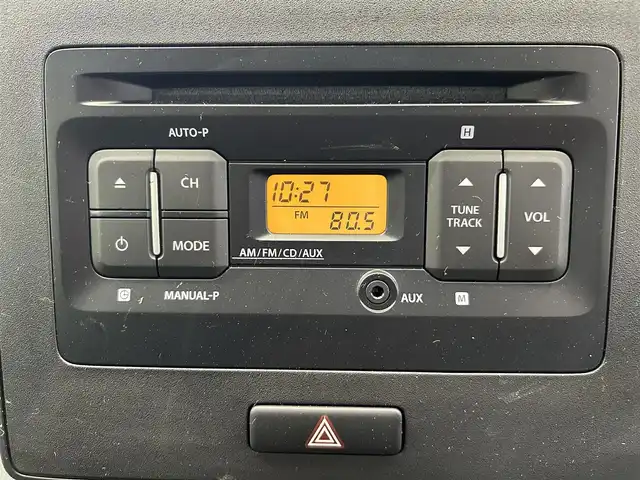 AUTO-P
H
CH
10:27
FM 80.5
TUNE
TRACK
VOL
MODE
AM/FM/CD/AUX
MANUAL-P
AUX
M